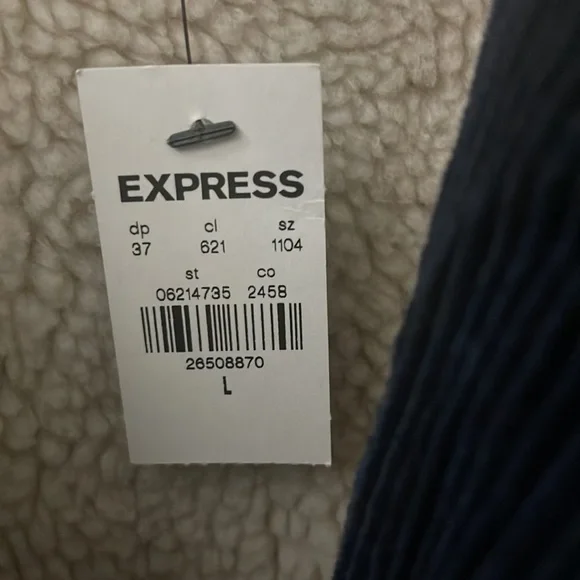 EXPRESS
dp cl sz
37 621 1104
st co
06214735 2458
26508870
L